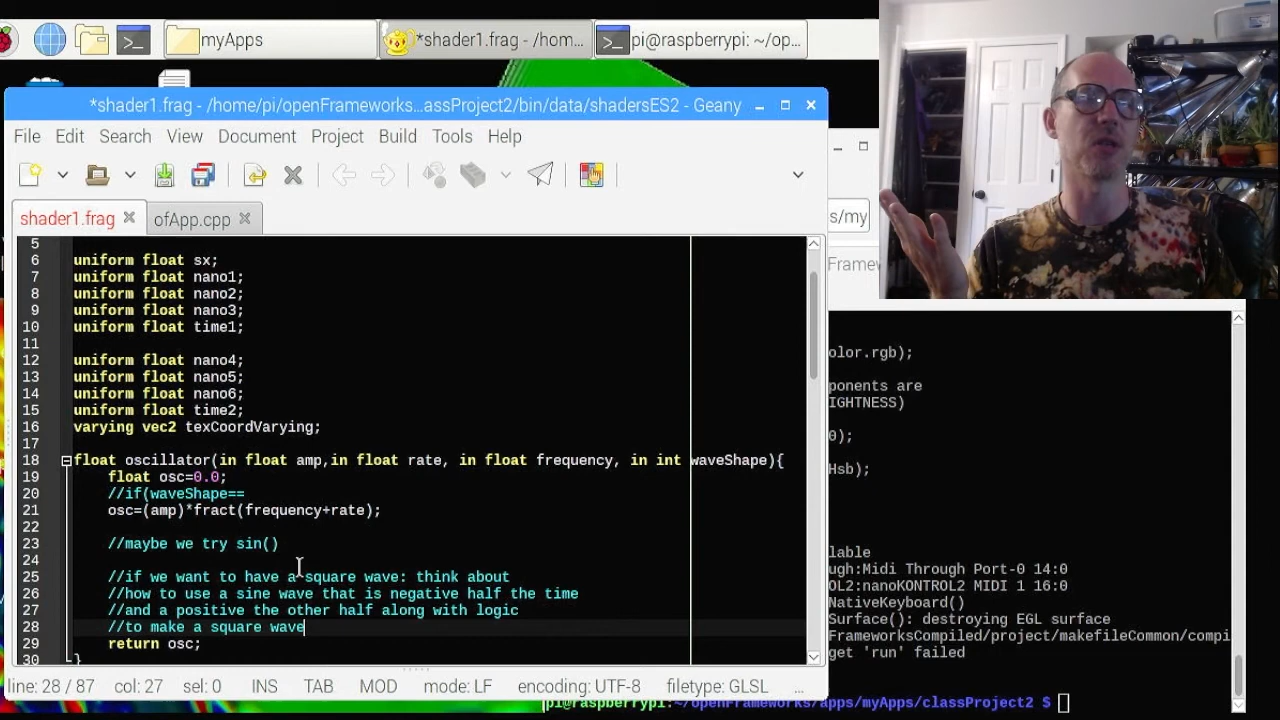 myApps
*shader1.frag - /hom...
pi@raspberrypi: ~/op...
*shader1.frag - /home/pi/openFrameworks...assProject2/bin/data/shadersES2 - Geany
File Edit Search View Document Project Build Tools Help
shader1.frag
ofApp.cpp
s/my
Framew
5
6 uniform float sx;
7 uniform float nano1;
8 uniform float nano2;
9 uniform float nano3;
10 uniform float time1;
11
12 uniform float nano4;
13 uniform float nano5;
14 uniform float nano6;
15 uniform float time2;
16 varying vec2 texCoordVarying;
17
18 float oscillator(in float amp,in float rate, in float frequency, in int waveShape){
19 float osc=0.0;
20 //if(waveShape==
21 osc=(amp)*fract(frequency+rate);
22
23 //maybe we try sin()
24
25 //if we want to have a square wave: think about
26 //how to use a sine wave that is negative half the time
27 //and a positive the other half along with logic
28 //to make a square wave
29 return osc;
30 }
line: 28 / 87 col: 27 sel: 0 INS TAB MOD mode: LF encoding: UTF-8 filetype: GLSL ...
olor.rgb);
ponents are
IGHTNESS)
0);
Hsb);
lable
ugh:Midi Through Port-0 14:0
OL2:nanoKONTROL2 MIDI 1 16:0
NativeKeyboard()
Surface(): destroying EGL surface
FrameworksCompiled/project/makefileCommon/compi
get 'run' failed
pi@raspberrypi:~/openFrameworks/apps/myApps/classProject2 $